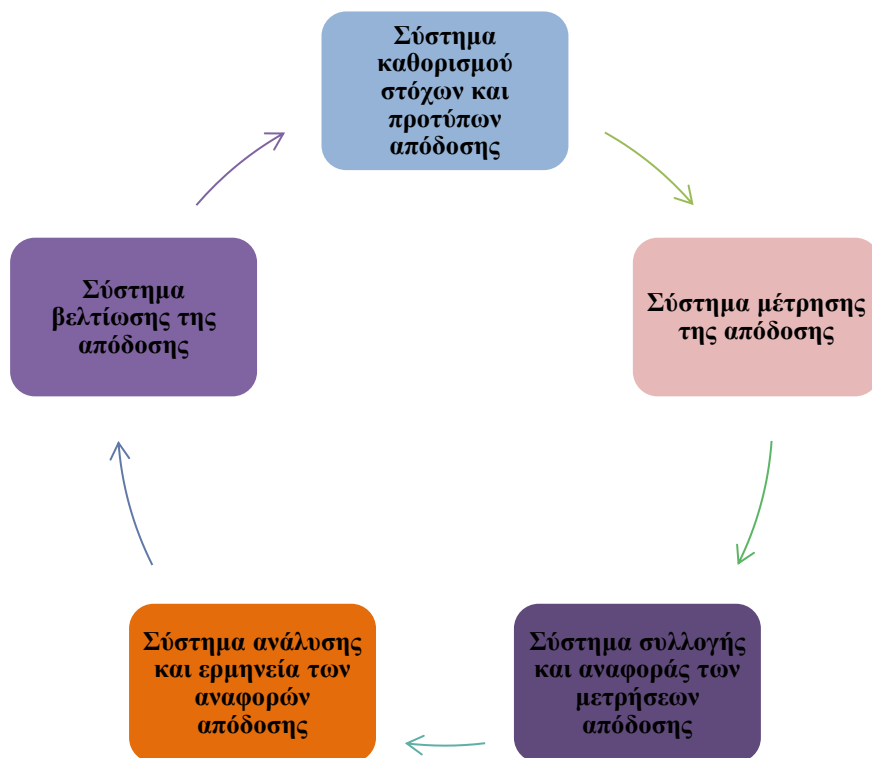 Σύστημα
καθορισμού
στόχων και
προτύπων
απόδοσης
Σύστημα μέτρησης
της απόδοσης
Σύστημα συλλογής
και αναφοράς των
μετρήσεων
απόδοσης
Σύστημα ανάλυσης
και ερμηνεία των
αναφορών
απόδοσης
Σύστημα
βελτίωσης της
απόδοσης